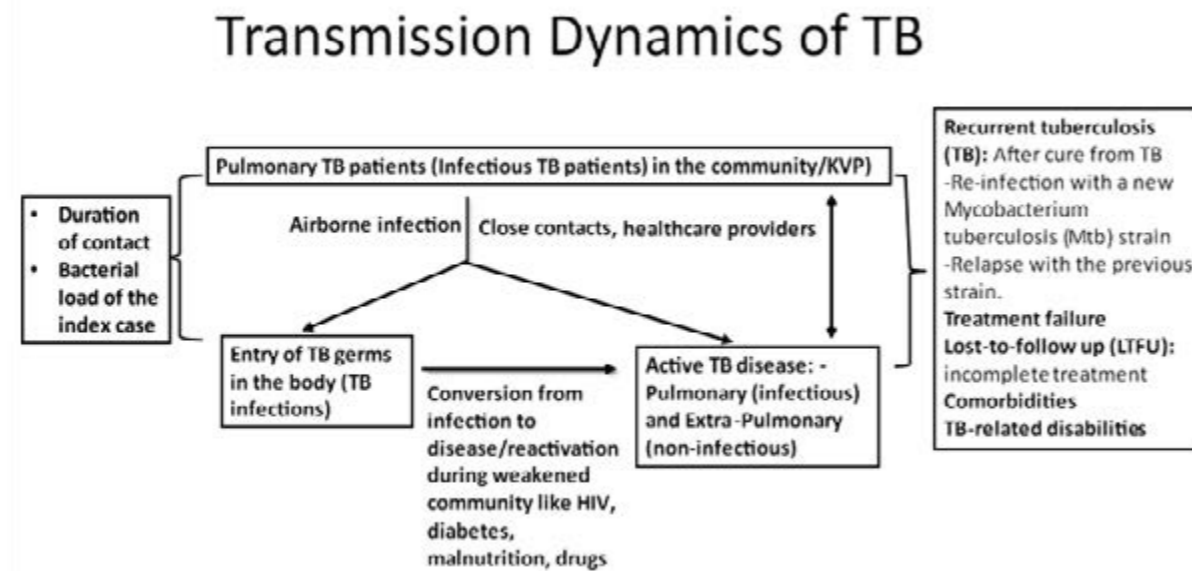 Transmission Dynamics of TB
Pulmonary TB patients (Infectious TB patients) in the community/KVP)
• Duration
of contact
• Bacterial
load of the
index case
Airborne infection
Close contacts, healthcare providers
Entry of TB germs
in the body (TB
infections)
Conversion from
infection to
disease/reactivation
during weakened
community like HIV,
diabetes,
malnutrition, drugs
Active TB disease: -
Pulmonary (infectious)
and Extra-Pulmonary
(non-infectious)
Recurrent tuberculosis
(TB): After cure from TB
-Re-infection with a new
Mycobacterium
tuberculosis (Mtb) strain
-Relapse with the previous
strain.
Treatment failure
Lost-to-follow up (LTFU):
incomplete treatment
Comorbidities
TB-related disabilities